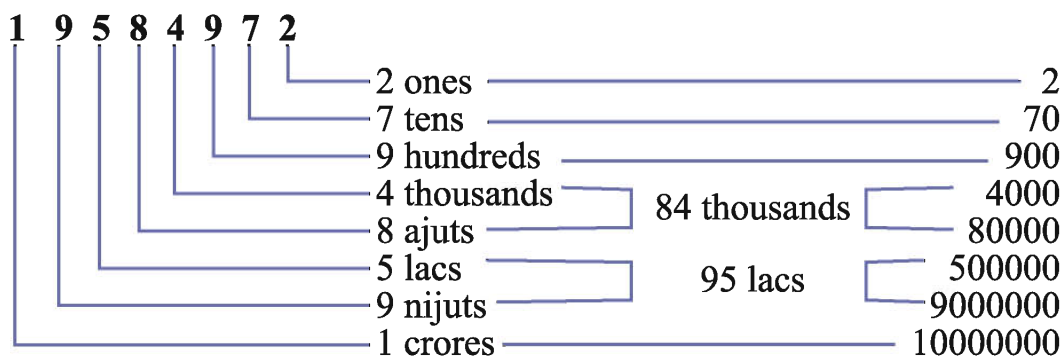 1 9 5 8 4 9 7 2
2 ones 2
7 tens 70
9 hundreds 900
4 thousands 4000
84 thousands
8 ajuts 80000
5 lacs 500000
95 lacs
9 nijuts 9000000
1 crores 10000000